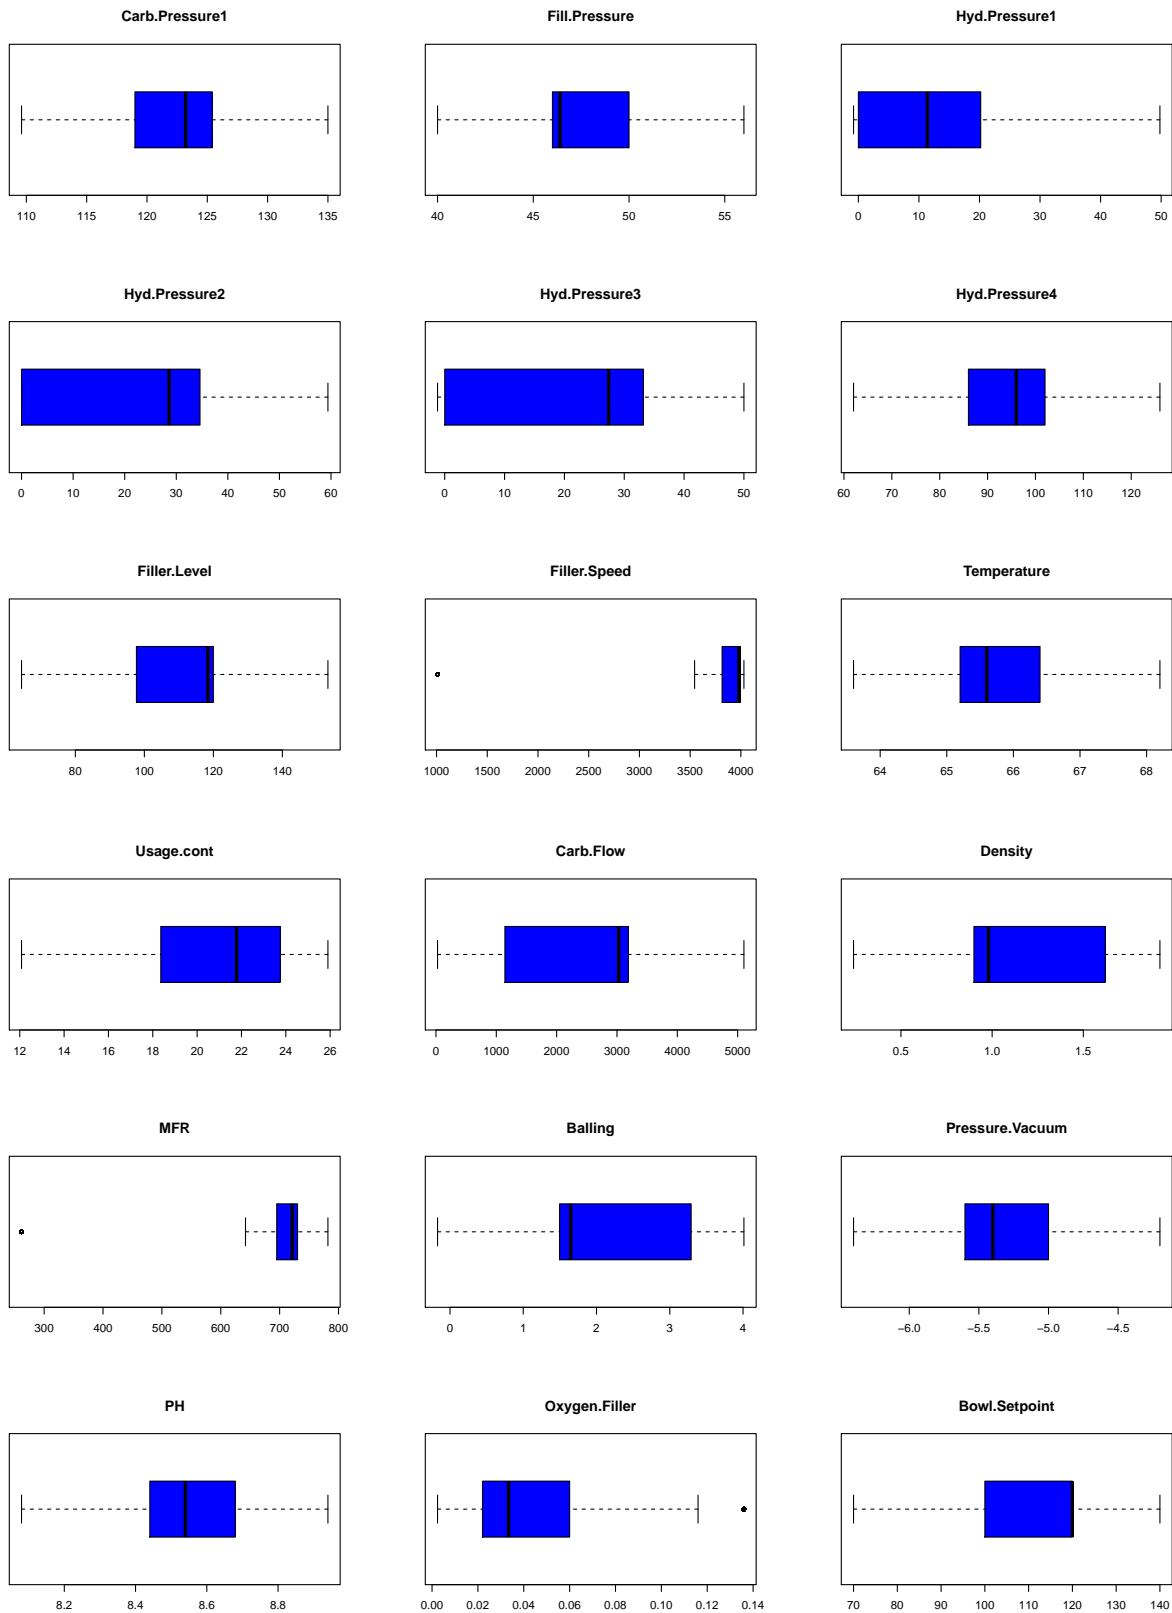 Carb.Pressure1 Fill.Pressure Hyd.Pressure1
110 115 120 125 130 135 40 45 50 55 0 10 20 30 40 50
Hyd.Pressure2 Hyd.Pressure3 Hyd.Pressure4
0 10 20 30 40 50 60 0 10 20 30 40 50 60 70 80 90 100 110 120
Filler.Level Filler.Speed Temperature
80 100 120 140 1000 1500 2000 2500 3000 3500 4000 64 65 66 67 68
Usage.cont Carb.Flow Density
12 14 16 18 20 22 24 26 0 1000 2000 3000 4000 5000 0.5 1.0 1.5
MFR Balling Pressure.Vacuum
300 400 500 600 700 800 0 1 2 3 4 −6.0 −5.5 −5.0 −4.5
PH Oxygen.Filler Bowl.Setpoint
8.2 8.4 8.6 8.8 0.00 0.02 0.04 0.06 0.08 0.10 0.12 0.14 70 80 90 100 110 120 130 140